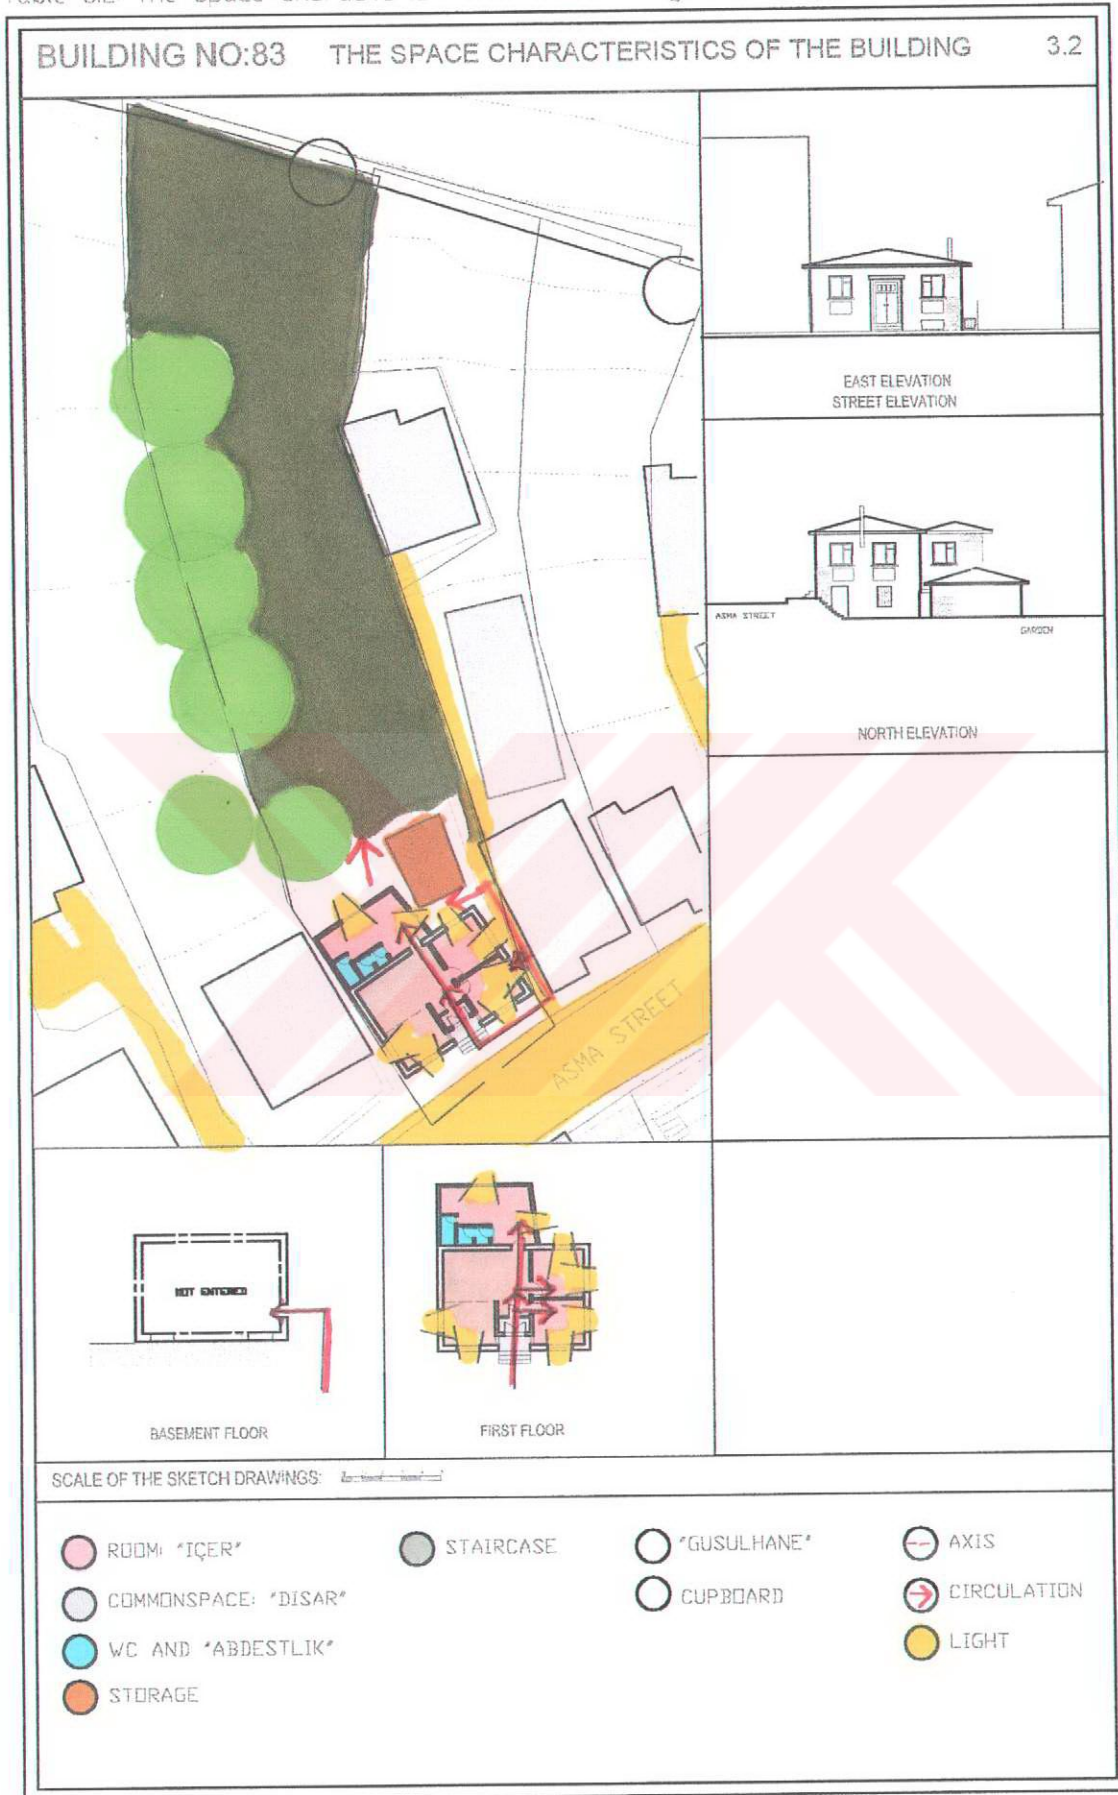 BUILDING NO:83 THE SPACE CHARACTERISTICS OF THE BUILDING 3.2
EAST ELEVATION
STREET ELEVATION
ASMA STREET
GARDEN
NORTH ELEVATION
ASMA STREET
NOT ENTERED
BASEMENT FLOOR
FIRST FLOOR
SCALE OF THE SKETCH DRAWINGS:
ROOM: "IÇER"
COMMONSPACE: "DISAR"
WC AND "ABDESTLIK"
STORAGE
STAIRCASE
"GUSULHANE"
CUPBOARD
AXIS
CIRCULATION
LIGHT